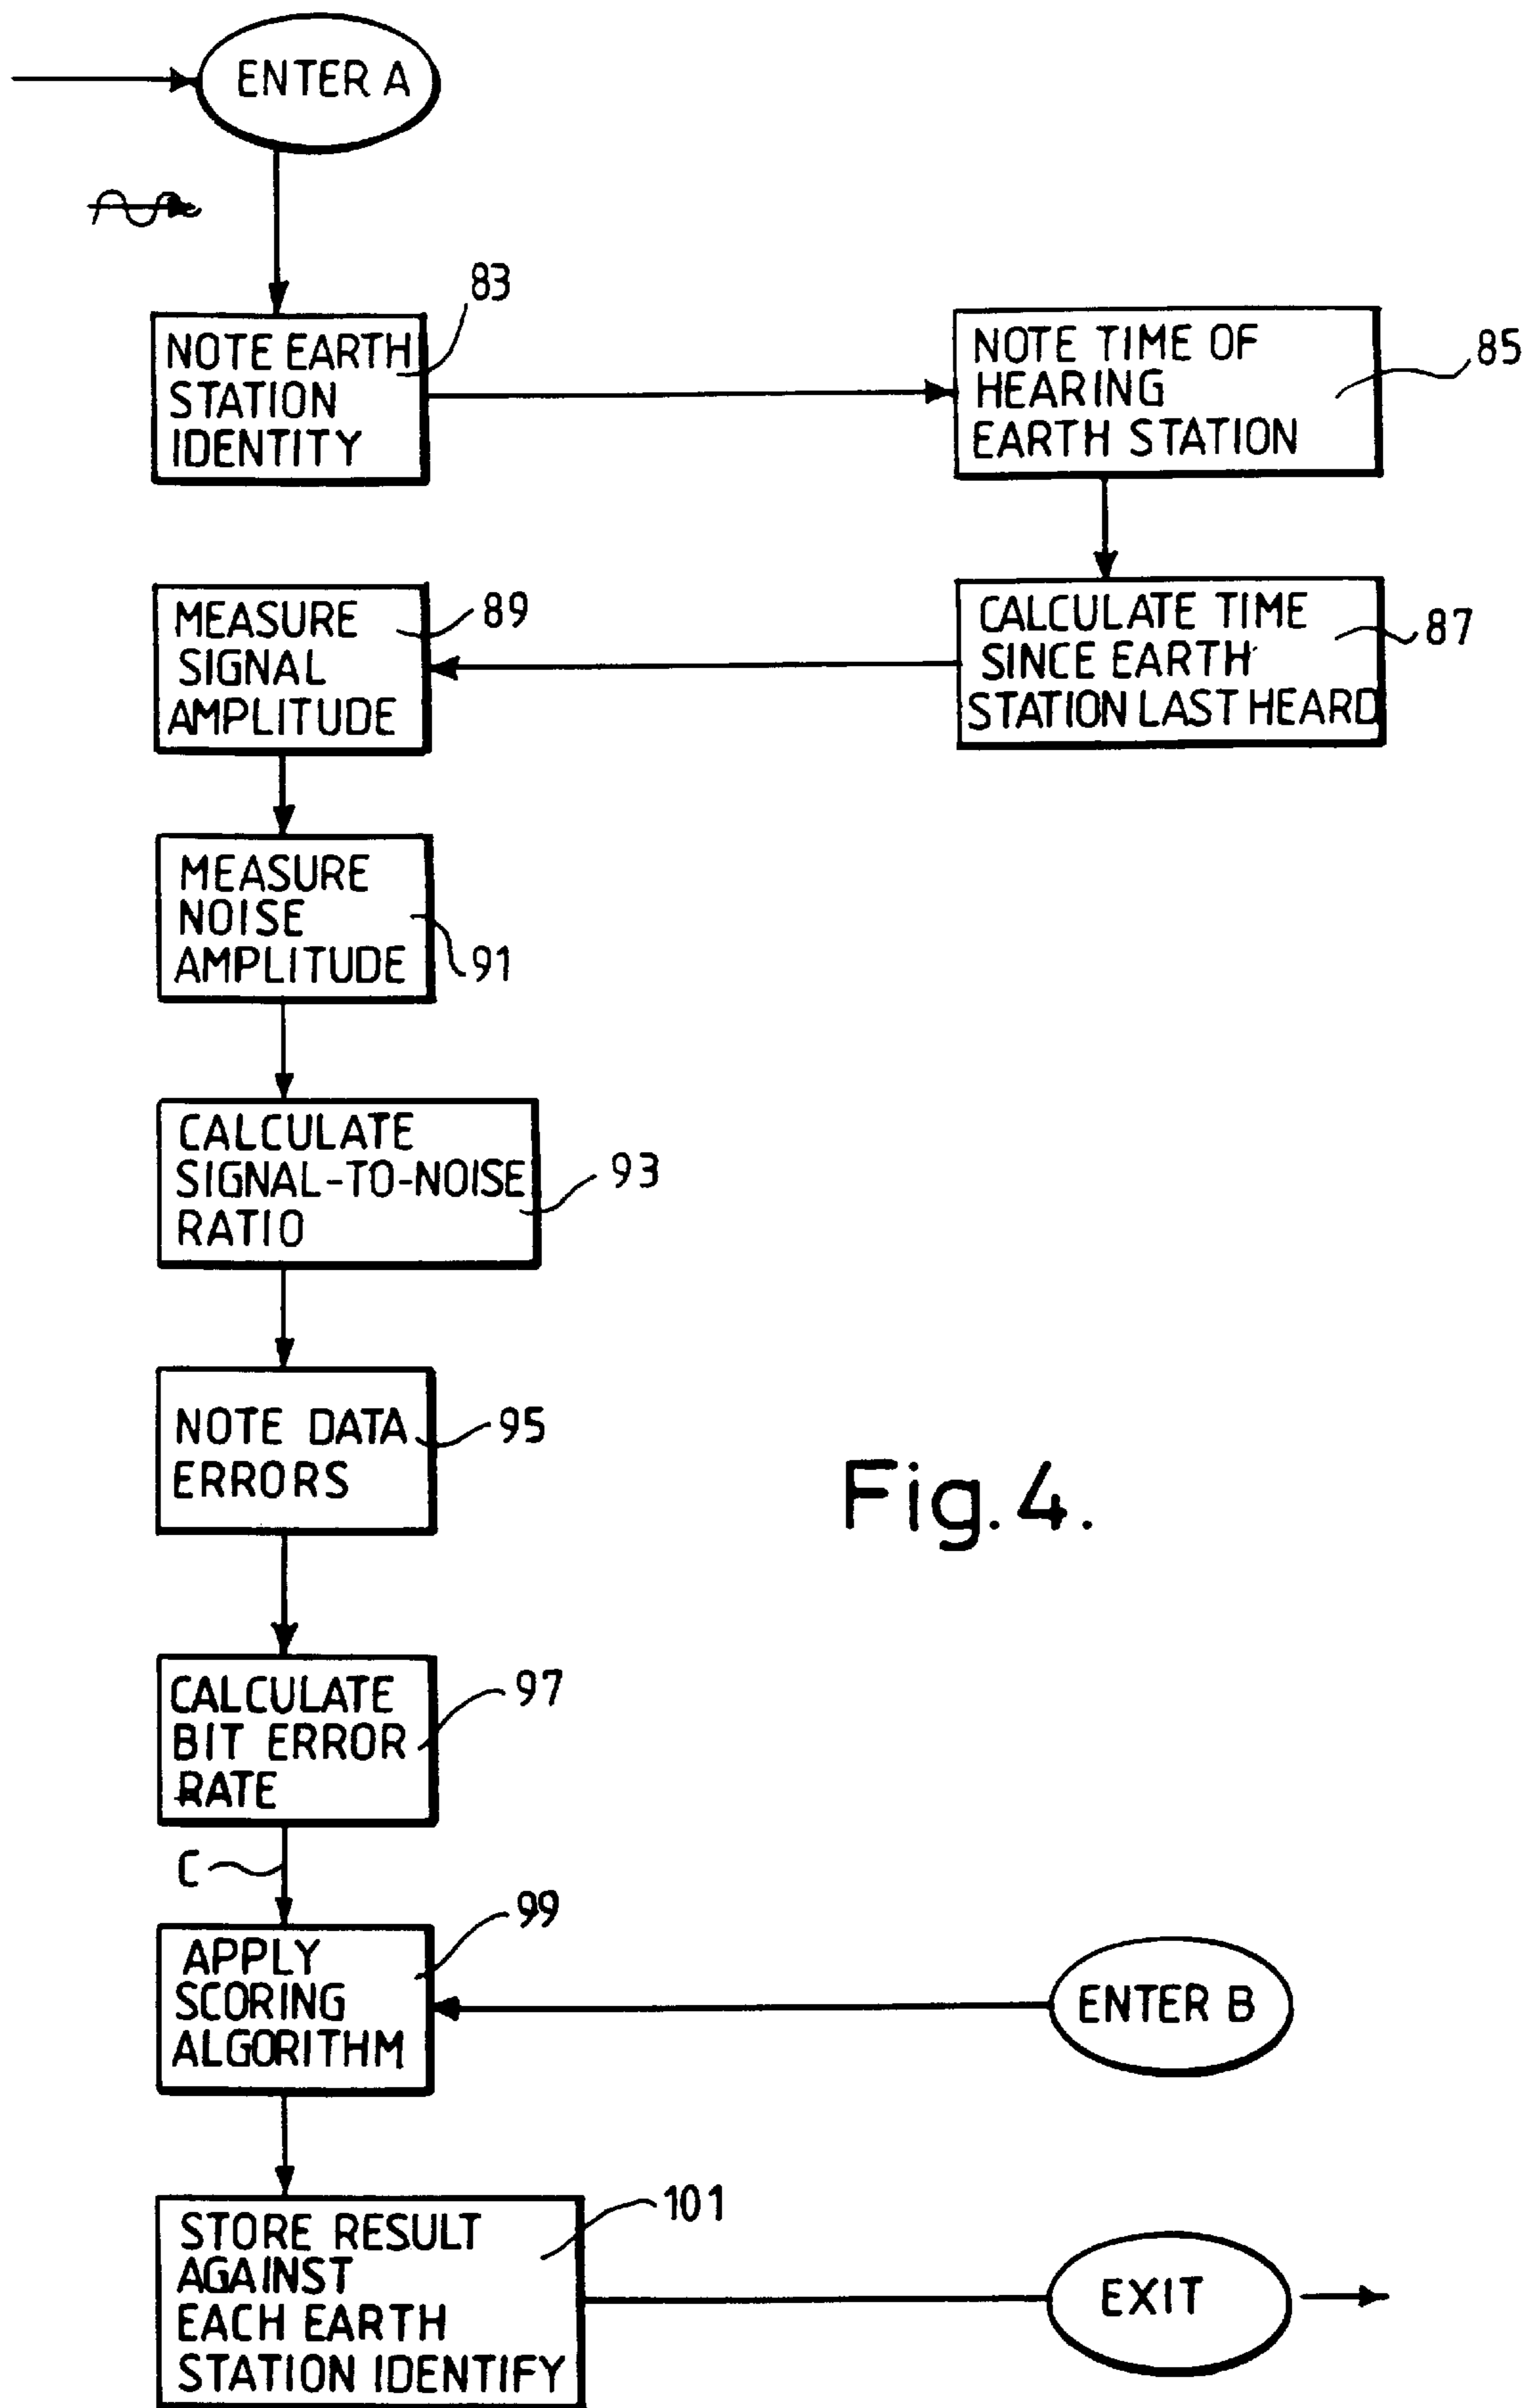 ENTER A
83
NOTE EARTH
STATION
IDENTITY
NOTE TIME OF
HEARING
EARTH STATION
85
MEASURE
SIGNAL
AMPLITUDE
89
CALCULATE TIME
SINCE EARTH
STATION LAST HEARD
87
MEASURE
NOISE
AMPLITUDE
91
CALCULATE
SIGNAL-TO-NOISE
RATIO
93
NOTE DATA
ERRORS
95
Fig. 4.
CALCULATE
BIT ERROR
RATE
97
C
99
APPLY
SCORING
ALGORITHM
ENTER B
101
STORE RESULT
AGAINST
EACH EARTH
STATION IDENTIFY
EXIT